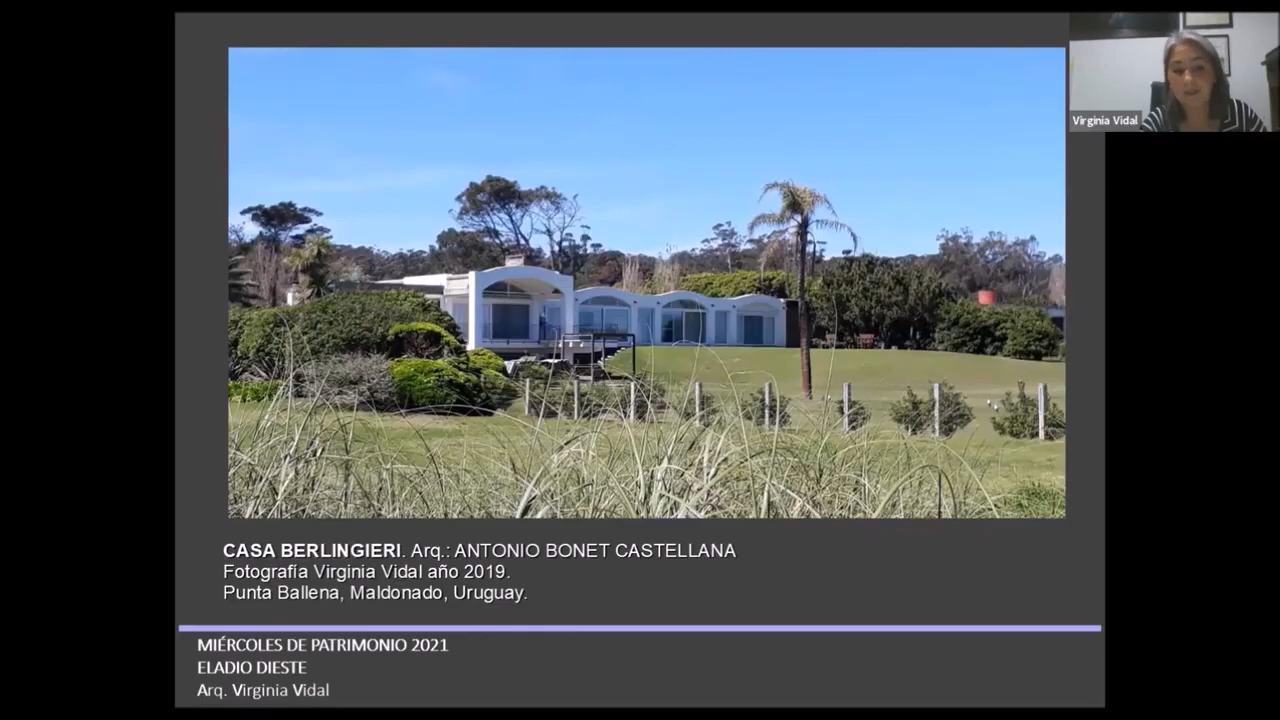 Virginia Vidal
CASA BERLINGIERI. Arq.: ANTONIO BONET CASTELLANA
Fotografía Virginia Vidal año 2019.
Punta Ballena, Maldonado, Uruguay.
MIÉRCOLES DE PATRIMONIO 2021
ELADIO DIESTE
Arq. Virginia Vidal